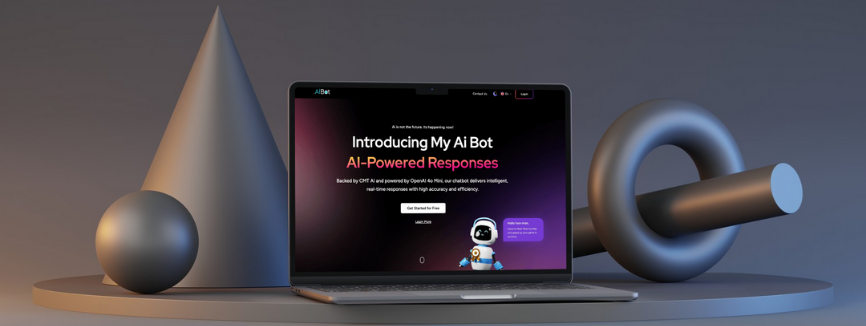 AiBot
Contact Us
En
Login
Ai is not the future. Its happening now!
Introducing My Ai Bot
AI-Powered Responses
Backed by CMT Ai and powered by OpenAI 4o Mini, our chatbot delivers intelligent,
real-time responses with high accuracy and efficiency.
Get Started for Free
Learn More